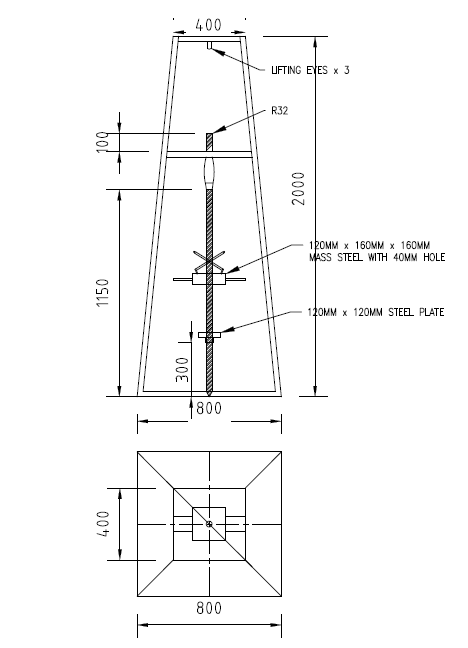 400
LIFTING EYES x 3
R32
100
2000
120MM x 160MM x 160MM
MASS STEEL WITH 40MM HOLE
1150
120MM x 120MM STEEL PLATE
300
800
400
800